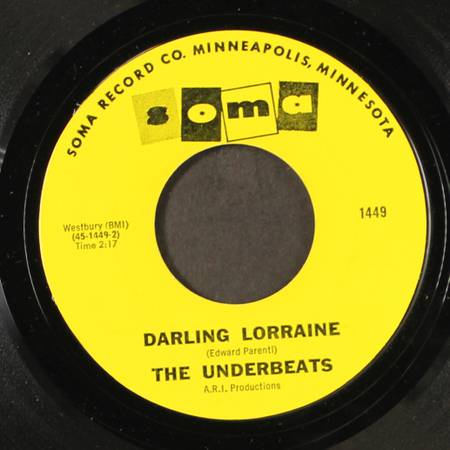 SOMA RECORD CO. MINNEAPOLIS, MINNESOTA
soma
1449
Westbury (BMI)
(45-1449-2)
Time 2:17
DARLING LORRAINE
(Edward Parenti)
THE UNDERBEATS
A.R.I. Productions